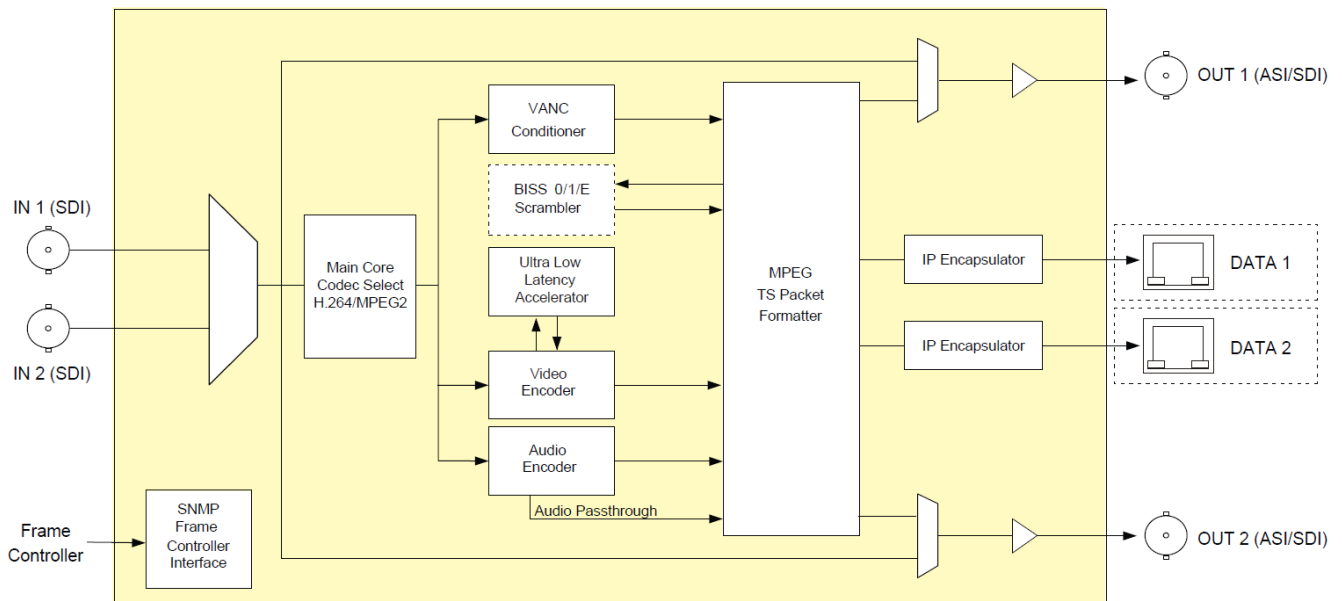 OUT 1 (ASI/SDI)
VANC
Conditioner
BISS 0/1/E
Scrambler
IN 1 (SDI)
Main Core
Codec Select
H.264/MPEG2
Ultra Low
Latency
Accelerator
MPEG
TS Packet
Formatter
IP Encapsulator
DATA 1
IP Encapsulator
DATA 2
IN 2 (SDI)
Video
Encoder
Audio
Encoder
Audio Passthrough
Frame
Controller
SNMP
Frame
Controller
Interface
OUT 2 (ASI/SDI)